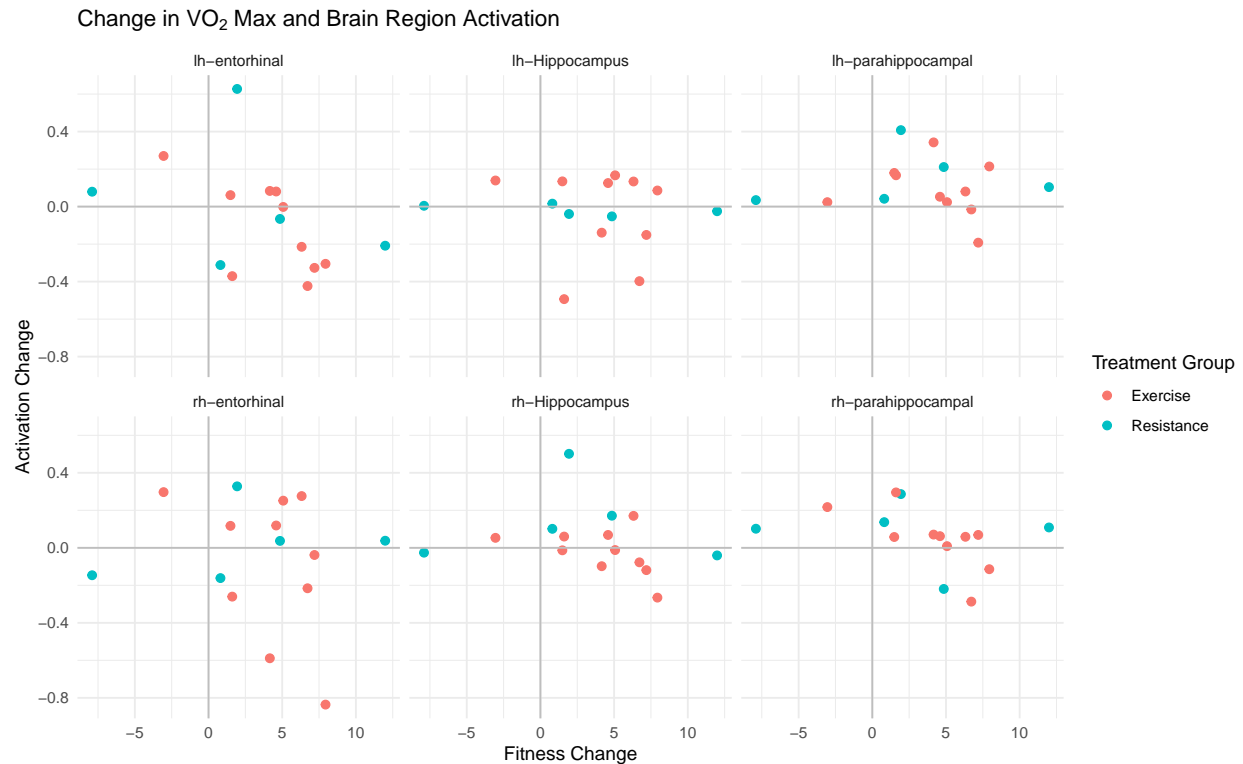 Change in VO₂ Max and Brain Region Activation
lh−entorhinal
lh−Hippocampus
lh−parahippocampal
0.4
0.0
−0.4
−0.8
rh−entorhinal
rh−Hippocampus
rh−parahippocampal
0.4
0.0
−0.4
−0.8
−5 0 5 10
−5 0 5 10
−5 0 5 10
Fitness Change
Activation Change
Treatment Group
Exercise
Resistance